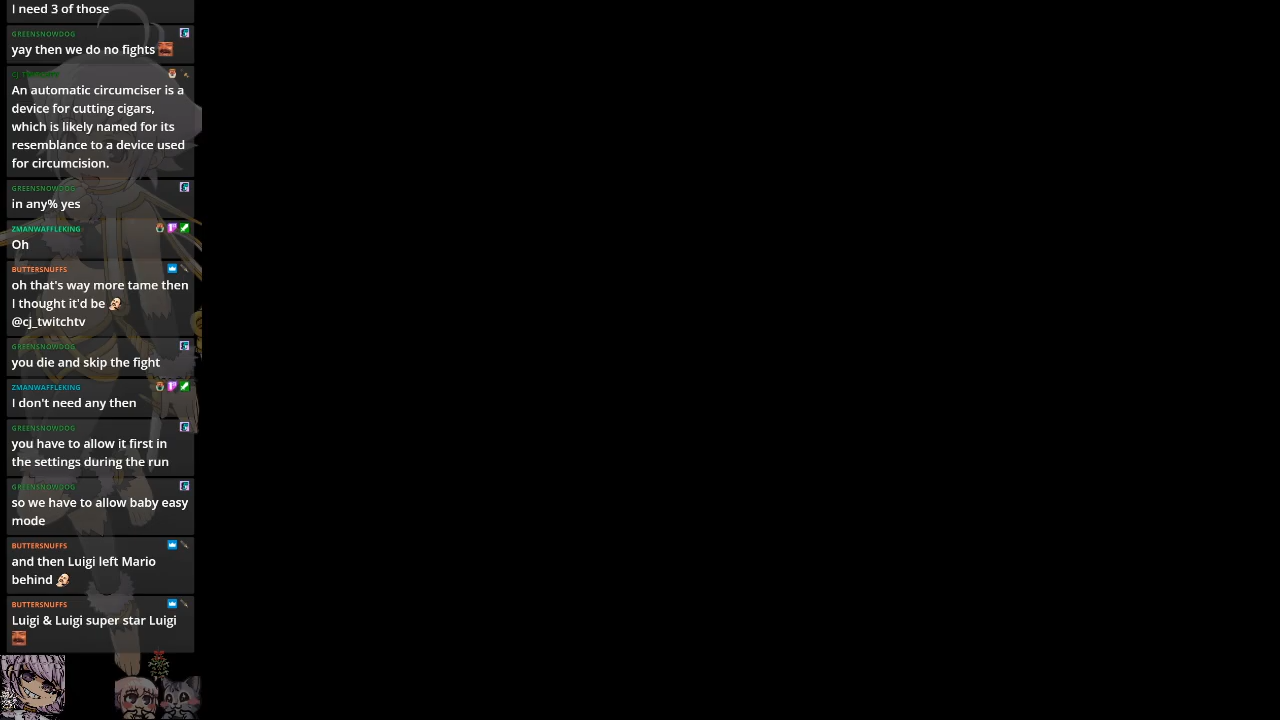 I need 3 of those
GREENSNOWDOG
yay then we do no fights
An automatic circumciser is a
device for cutting cigars,
which is likely named for its
resemblance to a device used
for circumcision.
GREENSNOWDOG
in any% yes
ZMANWAFFLEKING
Oh
BUTTERSNUFFS
oh that's way more tame then
I thought it'd be
@cj_twitchtv
GREENSNOWDOG
you die and skip the fight
ZMANWAFFLEKING
I don't need any then
GREENSNOWDOG
you have to allow it first in
the settings during the run
GREENSNOWDOG
so we have to allow baby easy
mode
BUTTERSNUFFS
and then Luigi left Mario
behind
BUTTERSNUFFS
Luigi & Luigi super star Luigi